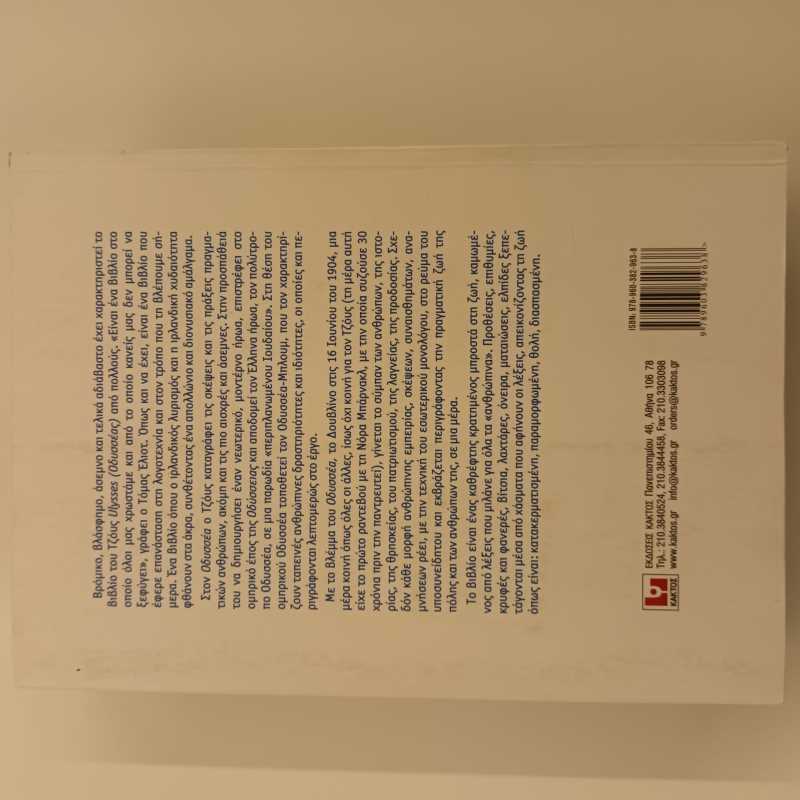 Βρόμικο, βλάσφημο, άσεμνο και τελικά αδιάβαστο έχει χαρακτηριστεί το
βιβλίο του Τζόυς Ulysses (Οδυσσέας) από πολλούς. «Είναι ένα βιβλίο στο
οποίο όλοι μας χρωστάμε και από το οποίο κανείς μας δεν μπορεί να
ξεφύγει», γράφει ο Τόμας Έλιοτ. Όπως και να έχει, είναι ένα βιβλίο που
έφερε επανάσταση στη λογοτεχνία και στον τρόπο που τη βλέπουμε σή-
μερα. Ένα βιβλίο όπου ο ιρλανδικός λυρισμός και η ιρλανδική χυδαιότητα
φθάνουν στα άκρα, συνθέτοντας ένα απολλώνιο και διονυσιακό αμάλγαμα.
Στον Οδυσσέα ο Τζόυς καταγράφει τις σκέψεις και τις πράξεις πραγμα-
τικών ανθρώπων, ακόμη και τις πιο αισχρές και άσεμνες. Στην προσπάθειά
του να δημιουργήσει έναν νεωτερικό, μοντέρνο ήρωα, επιστρέφει στο
ομηρικό έπος της Οδύσσειας και αποδομεί τον Έλληνα ήρωα, τον πολύτρο-
πο Οδυσσέα, σε μια παρωδία «περιπλανωμένου Ιουδαίου». Στη θέση του
ομηρικού Οδυσσέα τοποθετεί τον Οδυσσέα-Μπλουμ, που τον χαρακτηρί-
ζουν ταπεινές ανθρώπινες δραστηριότητες και ιδιότητες, οι οποίες και πε-
ριγράφονται λεπτομερώς στο έργο.
Με το βλέμμα του Οδυσσέα, το Δουβλίνο στις 16 Ιουνίου του 1904, μια
μέρα κοινή όπως όλες οι άλλες, ίσως όχι κοινή για τον Τζόυς (τη μέρα αυτή
είχε το πρώτο ραντεβού με τη Νόρα Μπάρνακλ, με την οποία συζούσε 30
χρόνια πριν την παντρευτεί), γίνεται το σύμπαν των ανθρώπων, της ιστο-
ρίας, της θρησκείας, του πατριωτισμού, της λαγνείας, της προδοσίας. Σχε-
δόν κάθε μορφή ανθρώπινης εμπειρίας, σκέψεων, συναισθημάτων, ανα-
μνήσεων ρέει, με την τεχνική του εσωτερικού μονολόγου, στο ρεύμα του
υποσυνείδητου και εκβράζεται περιγράφοντας την πραγματική ζωή της
πόλης και των ανθρώπων της, σε μια μέρα.
Το βιβλίο είναι ένας καθρέφτης κρατημένος μπροστά στη ζωή, καμωμέ-
νος από λέξεις που μιλάνε για όλα τα «ανθρώπινα». Προθέσεις, επιθυμίες,
κρυφές και φανερές, βίτσια, λαχτάρες, όνειρα, ματαιώσεις, ελπίδες ξεπε-
τάγονται μέσα από χάσματα που αφήνουν οι λέξεις, απεικονίζοντας τη ζωή
όπως είναι: κατακερματισμένη, παραμορφωμένη, θολή, διασπασμένη.
ΚΑΚΤΟΣ
ΕΚΔΟΣΕΙΣ ΚΑΚΤΟΣ Πανεπιστημίου 46, Αθήνα 106 78
Τηλ.: 210.3840524, 210.3844458, Fax: 210.3303098
www.kaktos.gr info@kaktos.gr orders@kaktos.gr
ISBN: 978-960-382-963-8
9789603829638